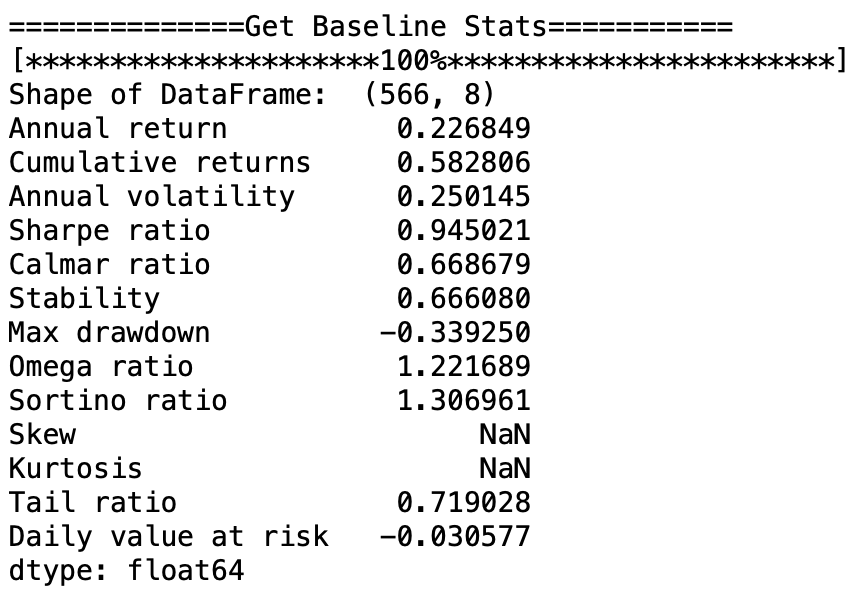 ==============Get Baseline Stats===========
[*********************100%***********************]
Shape of DataFrame:  (566, 8)
Annual return          0.226849
Cumulative returns     0.582806
Annual volatility      0.250145
Sharpe ratio           0.945021
Calmar ratio           0.668679
Stability              0.666080
Max drawdown          -0.339250
Omega ratio            1.221689
Sortino ratio          1.306961
Skew                        NaN
Kurtosis                    NaN
Tail ratio             0.719028
Daily value at risk   -0.030577
dtype: float64